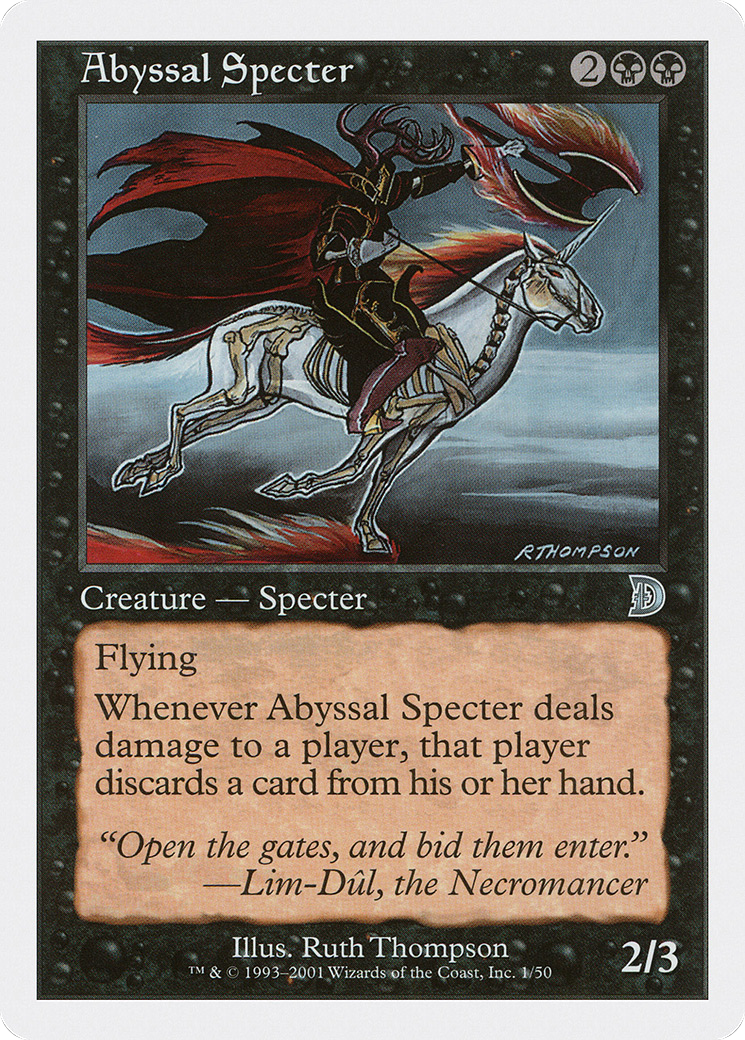 Abyssal Specter 2
R THOMPSON
Creature — Specter
Flying
Whenever Abyssal Specter deals
damage to a player, that player
discards a card from his or her hand.
“Open the gates, and bid them enter.”
—Lim-Dûl, the Necromancer
Illus. Ruth Thompson
™ & © 1993–2001 Wizards of the Coast, Inc. 1/50
2/3